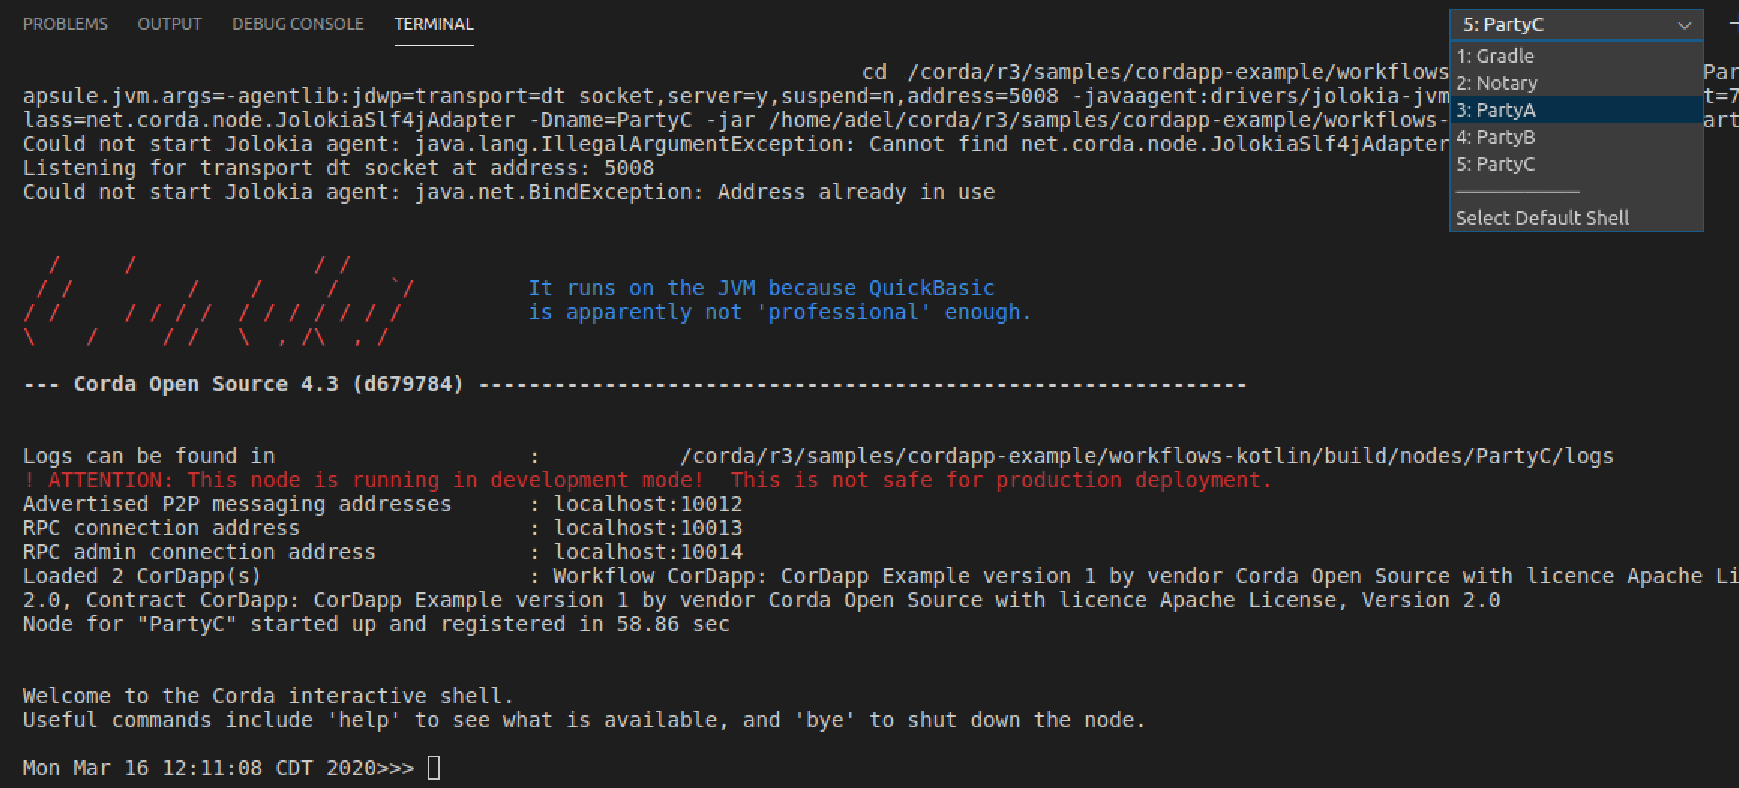 PROBLEMS OUTPUT DEBUG CONSOLE TERMINAL
5: PartyC
1: Gradle
2: Notary
3: PartyA
4: PartyB
5: PartyC
Select Default Shell
cd /corda/r3/samples/cordapp-example/workflows
apsule.jvm.args=-agentlib:jdwp=transport=dt socket,server=y,suspend=n,address=5008 -javaagent:drivers/jolokia-jvm t=7
lass=net.corda.node.JolokiaSlf4jAdapter -Dname=PartyC -jar /home/adel/corda/r3/samples/cordapp-example/workflows- art
Could not start Jolokia agent: java.lang.IllegalArgumentException: Cannot find net.corda.node.JolokiaSlf4jAdapter
Listening for transport dt socket at address: 5008
Could not start Jolokia agent: java.net.BindException: Address already in use
It runs on the JVM because QuickBasic
is apparently not 'professional' enough.
--- Corda Open Source 4.3 (d679784) -------------------------------------------------------------
Logs can be found in : /corda/r3/samples/cordapp-example/workflows-kotlin/build/nodes/PartyC/logs
! ATTENTION: This node is running in development mode! This is not safe for production deployment.
Advertised P2P messaging addresses : localhost:10012
RPC connection address : localhost:10013
RPC admin connection address : localhost:10014
Loaded 2 CorDapp(s) : Workflow CorDapp: CorDapp Example version 1 by vendor Corda Open Source with licence Apache Li
2.0, Contract CorDapp: CorDapp Example version 1 by vendor Corda Open Source with licence Apache License, Version 2.0
Node for "PartyC" started up and registered in 58.86 sec
Welcome to the Corda interactive shell.
Useful commands include 'help' to see what is available, and 'bye' to shut down the node.
Mon Mar 16 12:11:08 CDT 2020>>>